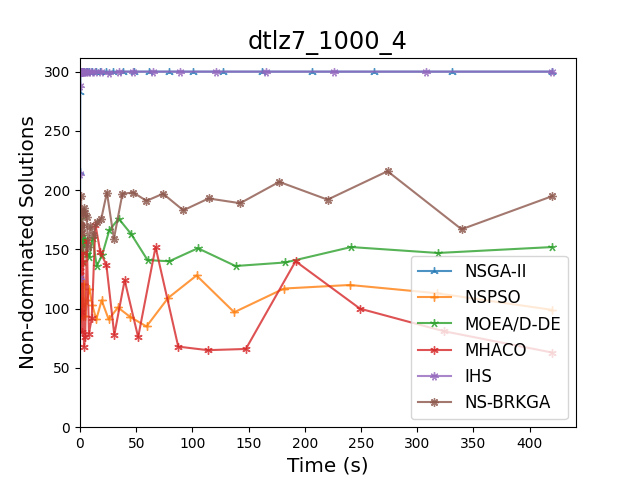 dtlz7_1000_4
Non-dominated Solutions
300
250
200
150
100
50
0
0 50 100 150 200 250 300 350 400
Time (s)
NSGA-II
NSPSO
MOEA/D-DE
MHACO
IHS
NS-BRKGA